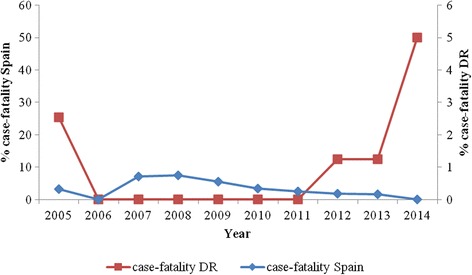 60
50
40
30
20
10
0
% case-fatality Spain
6
5
4
3
2
1
0
% case-fatality DR
2005 2006 2007 2008 2009 2010 2011 2012 2013 2014
Year
case-fatality DR case-fatality Spain